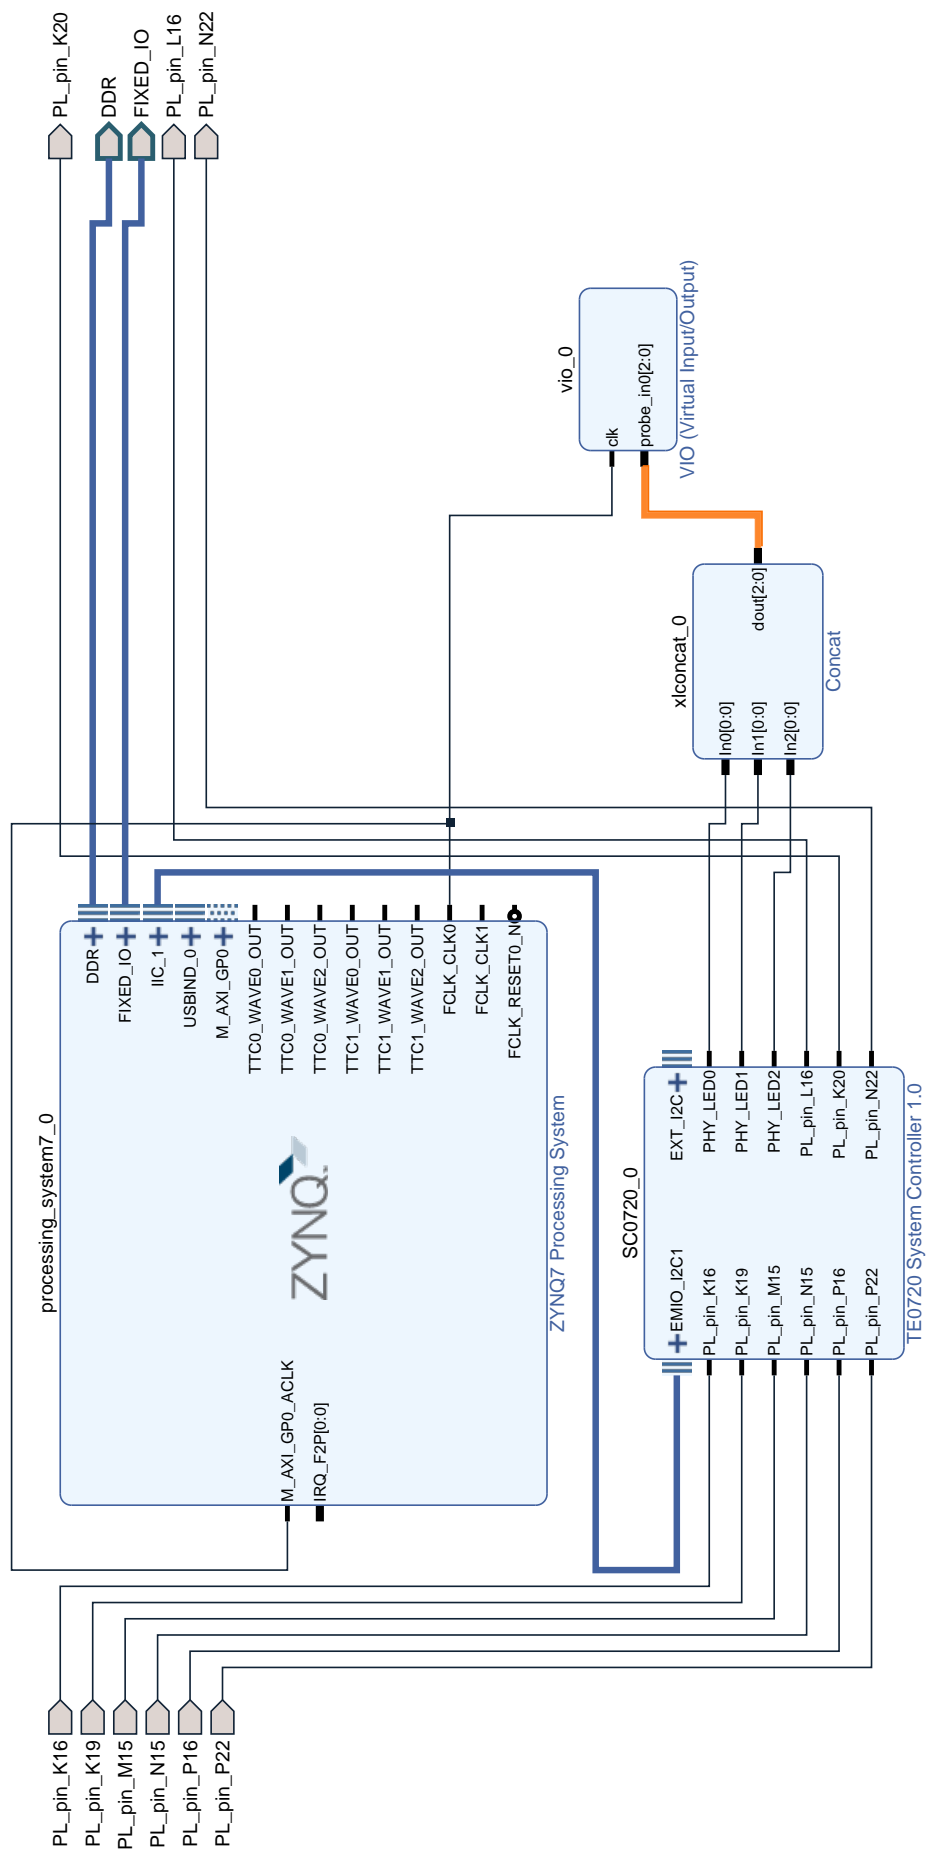 PL_pin_K16
PL_pin_K19
PL_pin_M15
PL_pin_N15
PL_pin_P16
PL_pin_P22
processing_system7_0
M_AXI_GP0_ACLK
IRQ_F2P[0:0]
ZYNQ.
DDR
FIXED_IO
IIC_1
USBIND_0
M_AXI_GP0
TTC0_WAVE0_OUT
TTC0_WAVE1_OUT
TTC0_WAVE2_OUT
TTC1_WAVE0_OUT
TTC1_WAVE1_OUT
TTC1_WAVE2_OUT
FCLK_CLK0
FCLK_CLK1
FCLK_RESET0_N
ZYNQ7 Processing System
SC0720_0
EMIO_I2C1
PL_pin_K16
PL_pin_K19
PL_pin_M15
PL_pin_N15
PL_pin_P16
PL_pin_P22
EXT_I2C
PHY_LED0
PHY_LED1
PHY_LED2
PL_pin_L16
PL_pin_K20
PL_pin_N22
TE0720 System Controller 1.0
xlconcat_0
In0[0:0]
In1[0:0]
In2[0:0]
dout[2:0]
Concat
vio_0
clk
probe_in0[2:0]
VIO (Virtual Input/Output)
PL_pin_K20
DDR
FIXED_IO
PL_pin_L16
PL_pin_N22